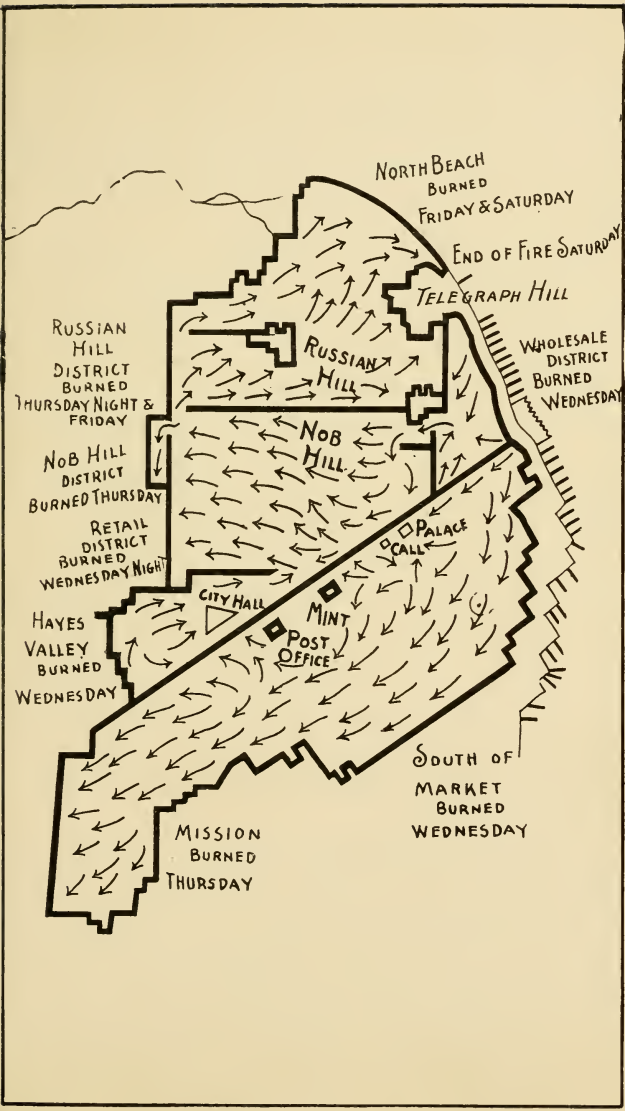 NORTH BEACH
BURNED
FRIDAY & SATURDAY
END OF FIRE SATURDAY
TELEGRAPH HILL
WHOLESALE
DISTRICT
BURNED
WEDNESDAY
RUSSIAN
HILL
DISTRICT
BURNED
THURSDAY NIGHT &
FRIDAY
RUSSIAN
HILL
NOB HILL
DISTRICT
BURNED THURSDAY
NOB
HILL
RETAIL
DISTRICT
BURNED
WEDNESDAY NIGHT
PALACE
CALL
CITY HALL
MINT
POST
OFFICE
HAYES
VALLEY
BURNED
WEDNESDAY
SOUTH OF
MARKET
BURNED
WEDNESDAY
MISSION
BURNED
THURSDAY